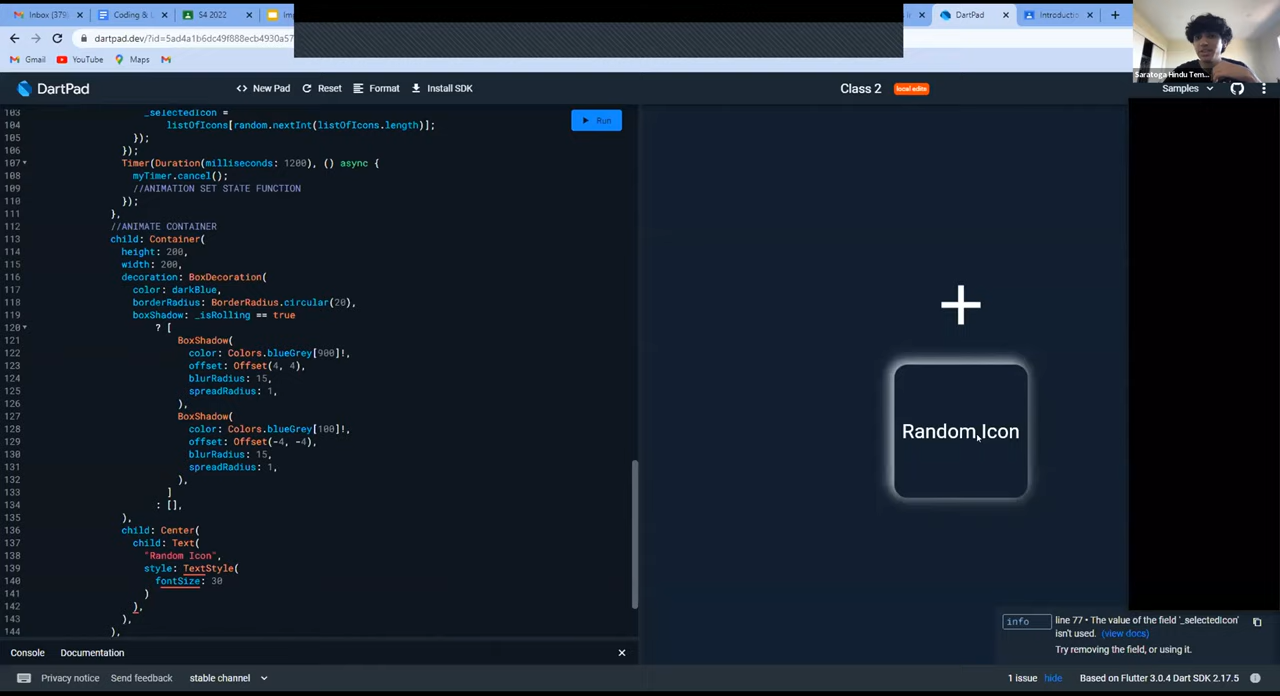 Inbox (379)
Coding & 
S4 2022
DartPad
Introductio
dartpad.dev/?id=5ad4a1b6dc49f888ecb4930a57
Gmail
YouTube
Maps
Saratoga Hindu Tem...
DartPad
New Pad
Reset
Format
Install SDK
Class 2
local edits
Samples
Run
103 _selectedIcon =
104 listOfIcons[random.nextInt(listOfIcons.length)];
105 });
106 });
107 Timer(Duration(milliseconds: 1200), () async {
108 myTimer.cancel();
109 //ANIMATION SET STATE FUNCTION
110 });
111 },
112 //ANIMATE CONTAINER
113 child: Container(
114 height: 200,
115 width: 200,
116 decoration: BoxDecoration(
117 color: darkBlue,
118 borderRadius: BorderRadius.circular(20),
119 boxShadow: _isRolling == true
120 ? [
121 BoxShadow(
122 color: Colors.blueGrey[900]!,
123 offset: Offset(4, 4),
124 blurRadius: 15,
125 spreadRadius: 1,
126 ),
127 BoxShadow(
128 color: Colors.blueGrey[100]!,
129 offset: Offset(-4, -4),
130 blurRadius: 15,
131 spreadRadius: 1,
132 ),
133 ]
134 : [],
135 ),
136 child: Center(
137 child: Text(
138 "Random Icon",
139 style: TextStyle(
140 fontSize: 30
141 )
142 ),
143 ),
144 ),
Random Icon
info
line 77 • The value of the field '_selectedIcon'
isn't used. (view docs)
Try removing the field, or using it.
Console
Documentation
Privacy notice
Send feedback
stable channel
1 issue
hide
Based on Flutter 3.0.4 Dart SDK 2.17.5